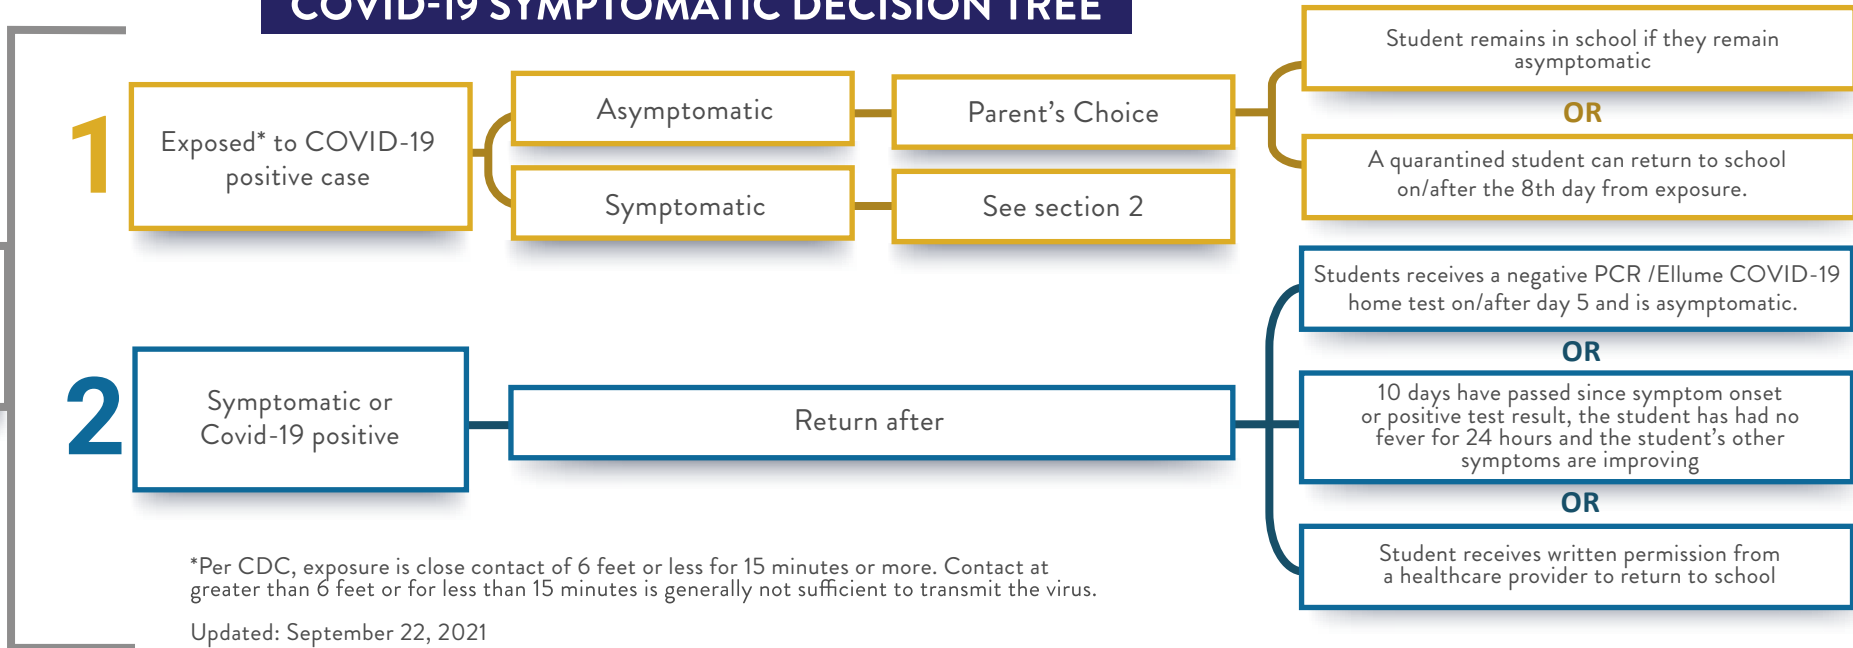 COVID-19 SYMPTOMATIC DECISION TREE
1
Exposed* to COVID-19
positive case
Asymptomatic
Parent's Choice
Student remains in school if they remain
asymptomatic
OR
A quarantined student can return to school
on/after the 8th day from exposure.
Symptomatic
See section 2
2
Symptomatic or
Covid-19 positive
Return after
Students receives a negative PCR /Ellume COVID-19
home test on/after day 5 and is asymptomatic.
OR
10 days have passed since symptom onset
or positive test result, the student has had no
fever for 24 hours and the student's other
symptoms are improving
OR
Student receives written permission from
a healthcare provider to return to school
*Per CDC, exposure is close contact of 6 feet or less for 15 minutes or more. Contact at
greater than 6 feet or for less than 15 minutes is generally not sufficient to transmit the virus.
Updated: September 22, 2021